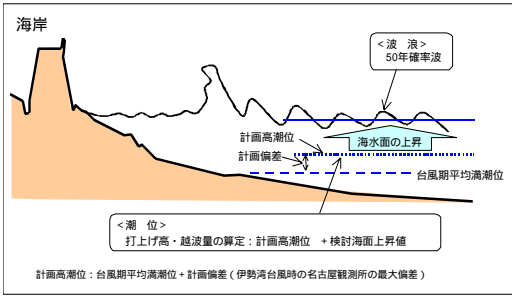 海岸
<波　浪>
50年確率波
海水面の上昇
計画高潮位
計画偏差
台風期平均満潮位
<潮　位>
打上げ高・越波量の算定：計画高潮位　+検討海面上昇値
計画高潮位：台風期平均満潮位+計画偏差（伊勢湾台風時の名古屋観測所の最大偏差）